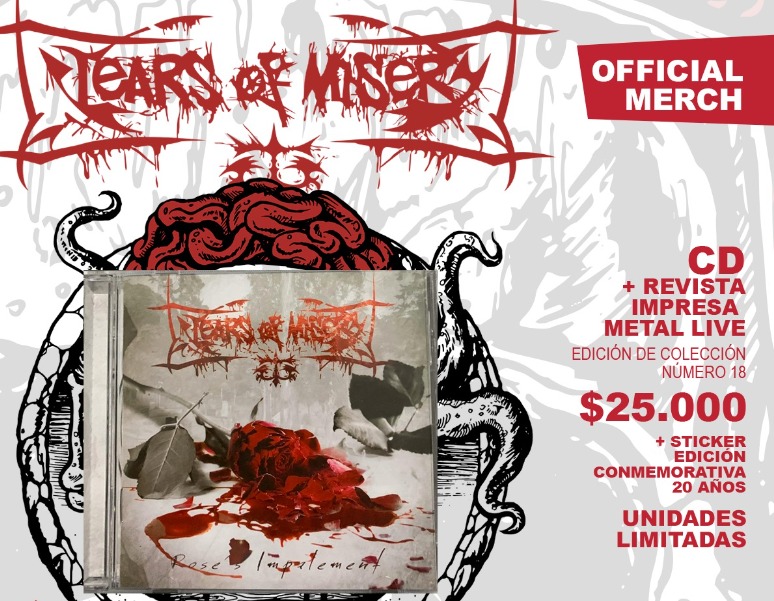 TEARS OF MISERY
OFFICIAL
MERCH
CD
+ REVISTA
IMPRESA
METAL LIVE
EDICIÓN DE COLECCIÓN
NÚMERO 18
$25.000
+ STICKER
EDICIÓN
CONMEMORATIVA
20 AÑOS
UNIDADES
LIMITADAS
TEARS OF MISERY
Rose's Impalement